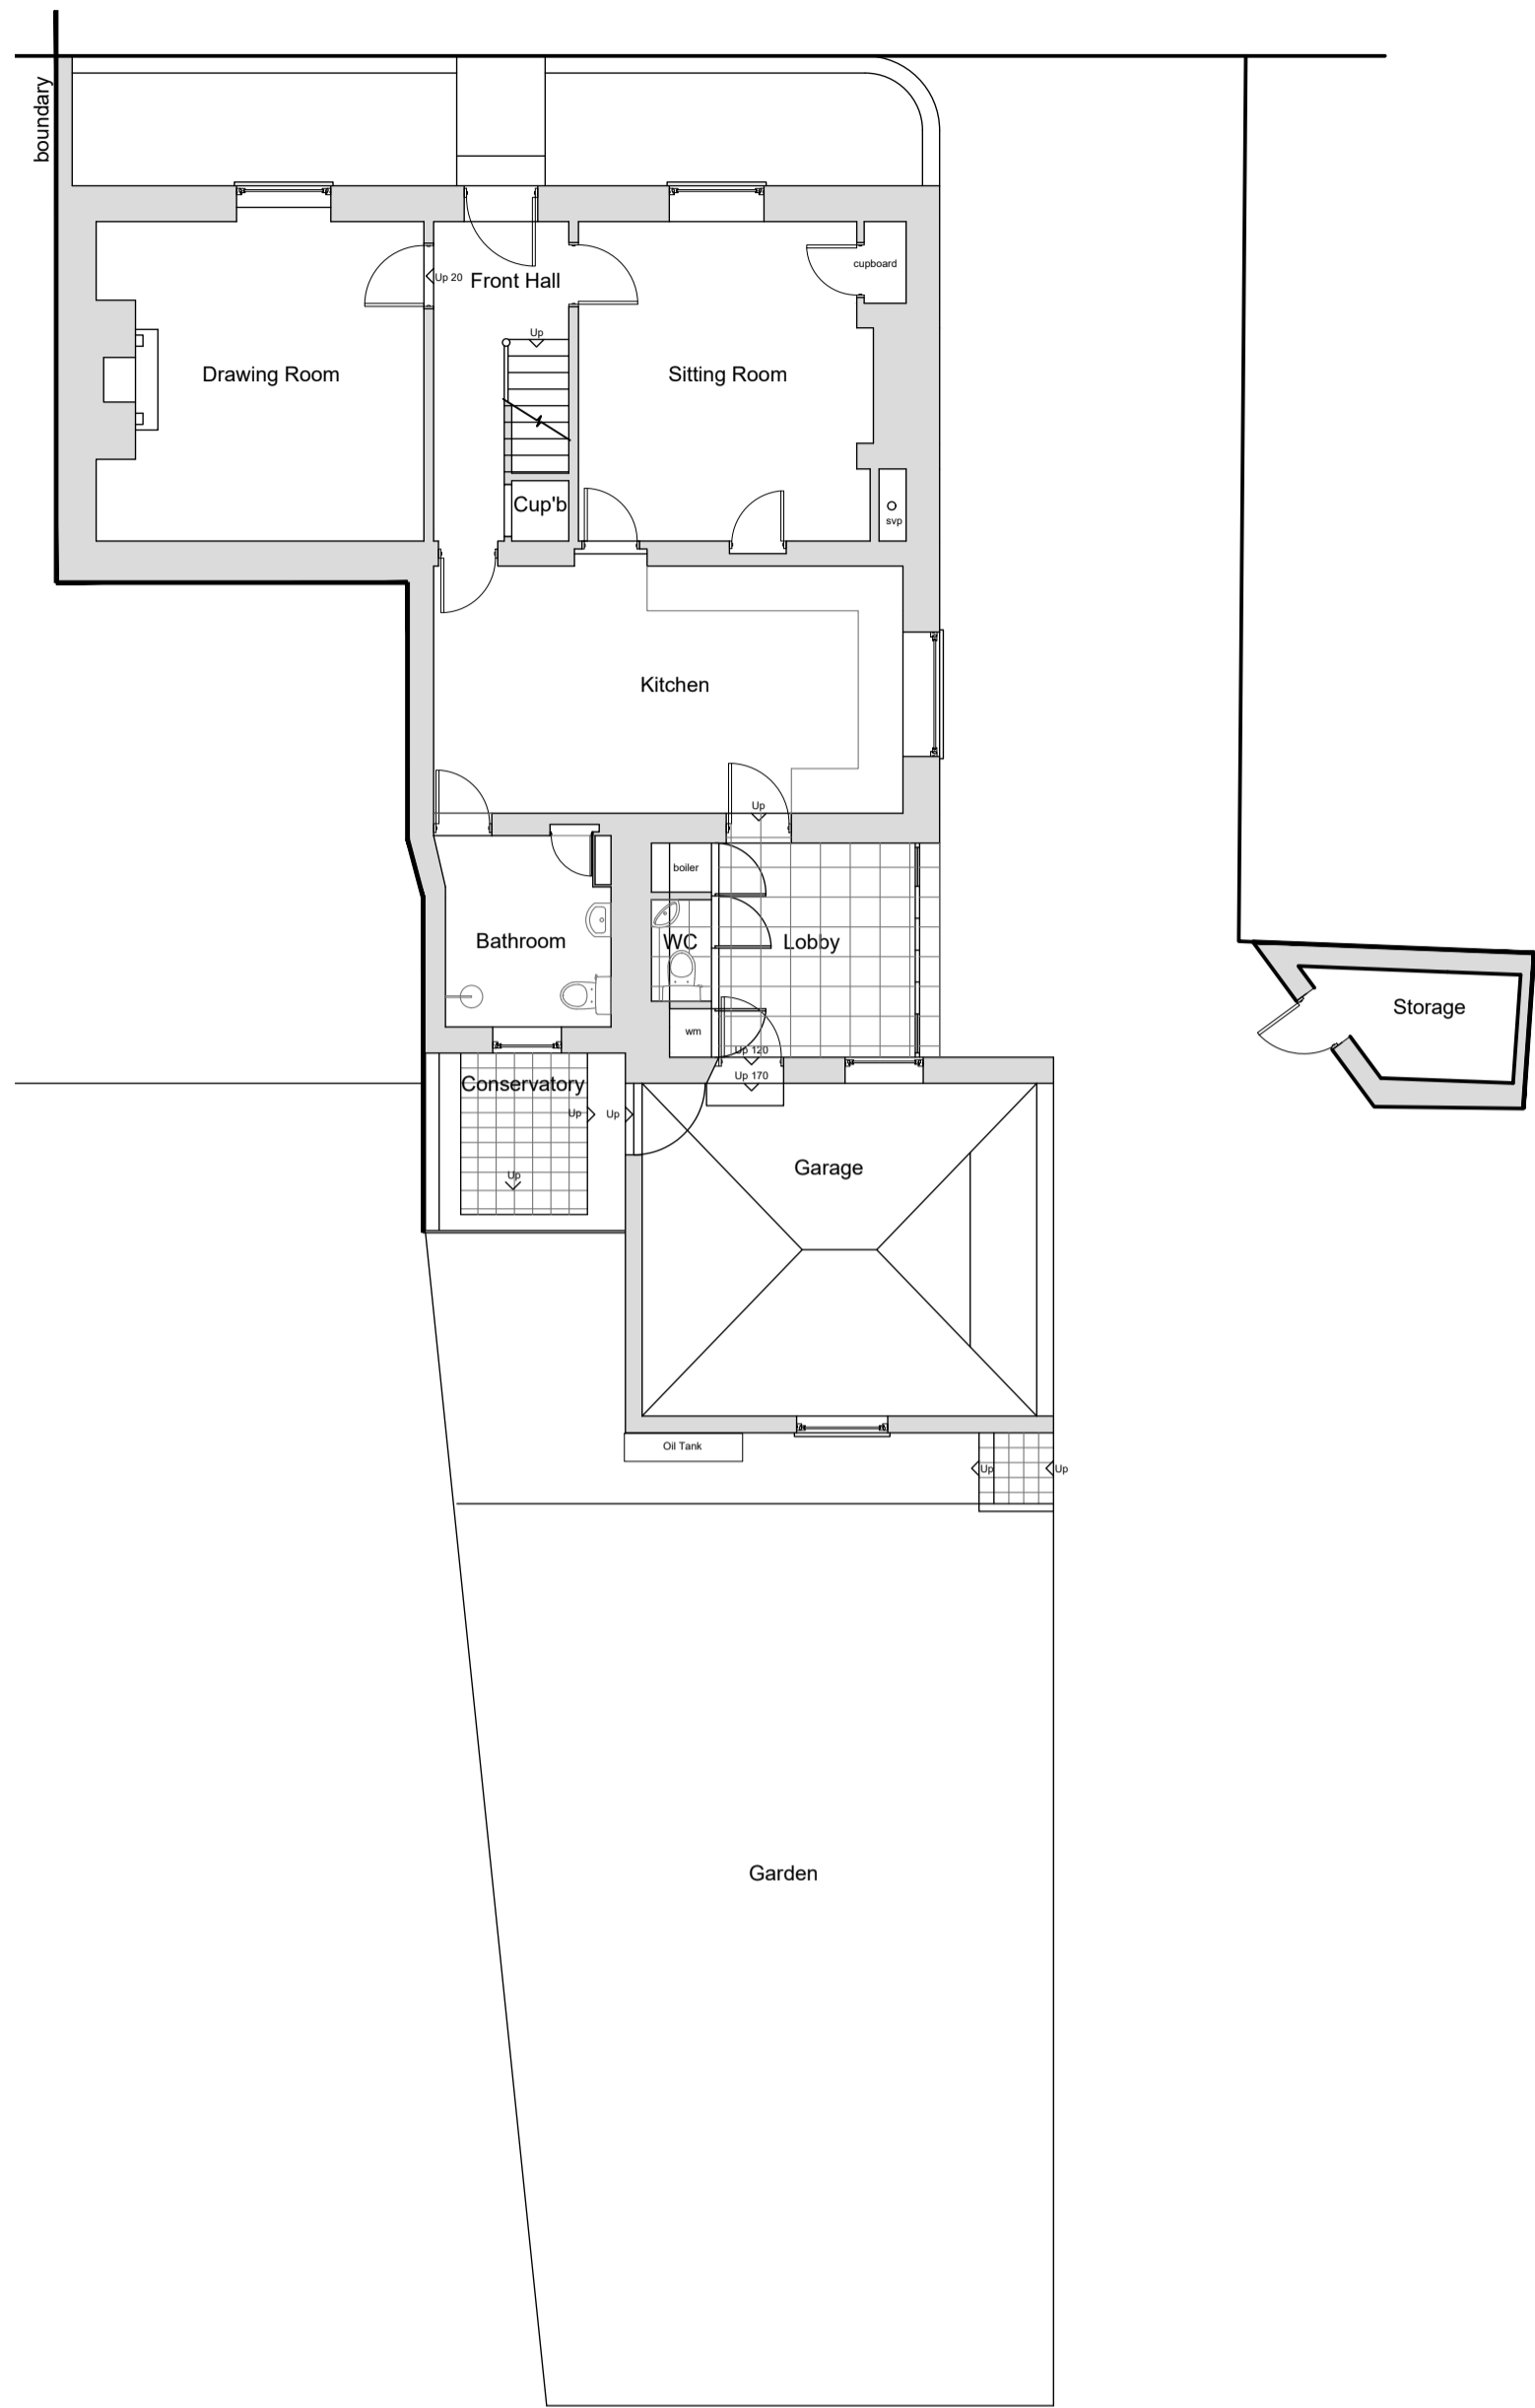 boundary
cupboard
Up 20
Front Hall
Up
Drawing Room
Sitting Room
Cup'b
svp
Kitchen
Up
boiler
Bathroom
WC
Lobby
Storage
wm
Up 120
Up 170
Conservatory
Up
Up
Garage
Up
Oil Tank
Up
Up
Garden